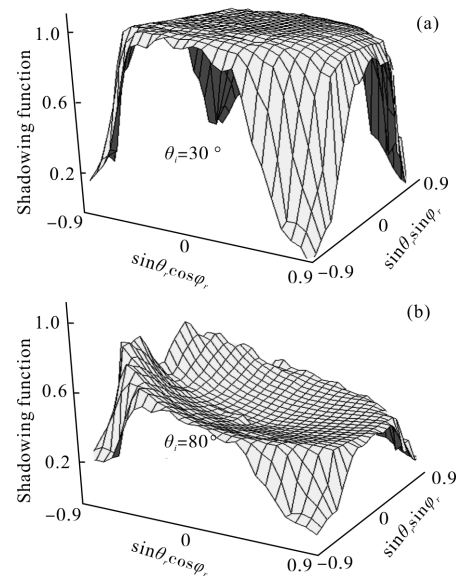 (a)
1.0
0.6
0.2
Shadowing function
θi=30 °
−0.9
0
0.9
sinθrcosφr
−0.9
0
0.9
sinθrsinφr
(b)
1.0
0.6
0.2
Shadowing function
θi=80°
−0.9
0
0.9
sinθrcosφr
−0.9
0
0.9
sinθrsinφr